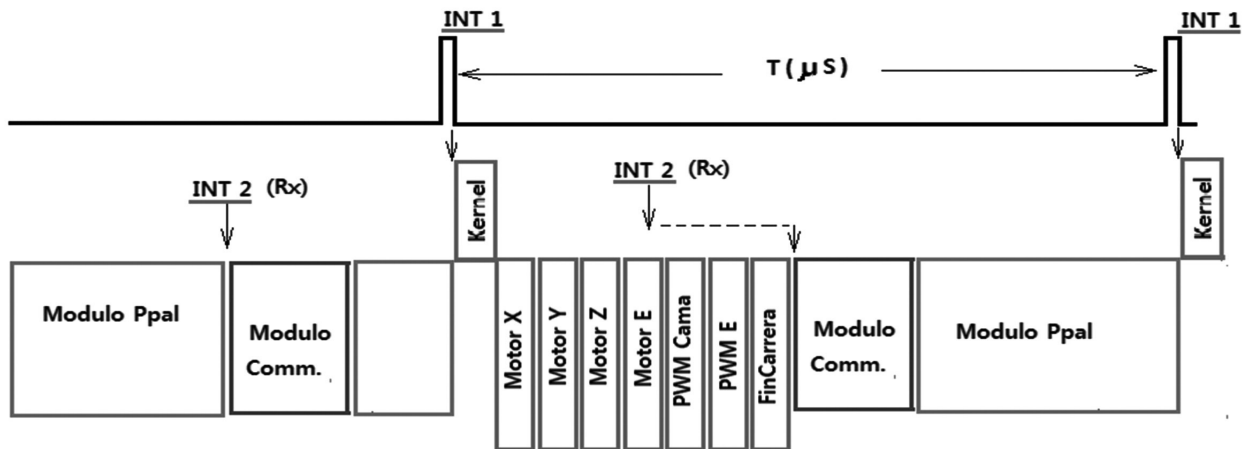 INT 1
INT 1
T(μS)
INT 2 (Rx)
INT 2 (Rx)
Kernel
Kernel
Modulo Ppal
Modulo
Comm.
Motor X
Motor Y
Motor Z
Motor E
PWM Cama
PWM E
FinCarrera
Modulo
Comm.
Modulo Ppal